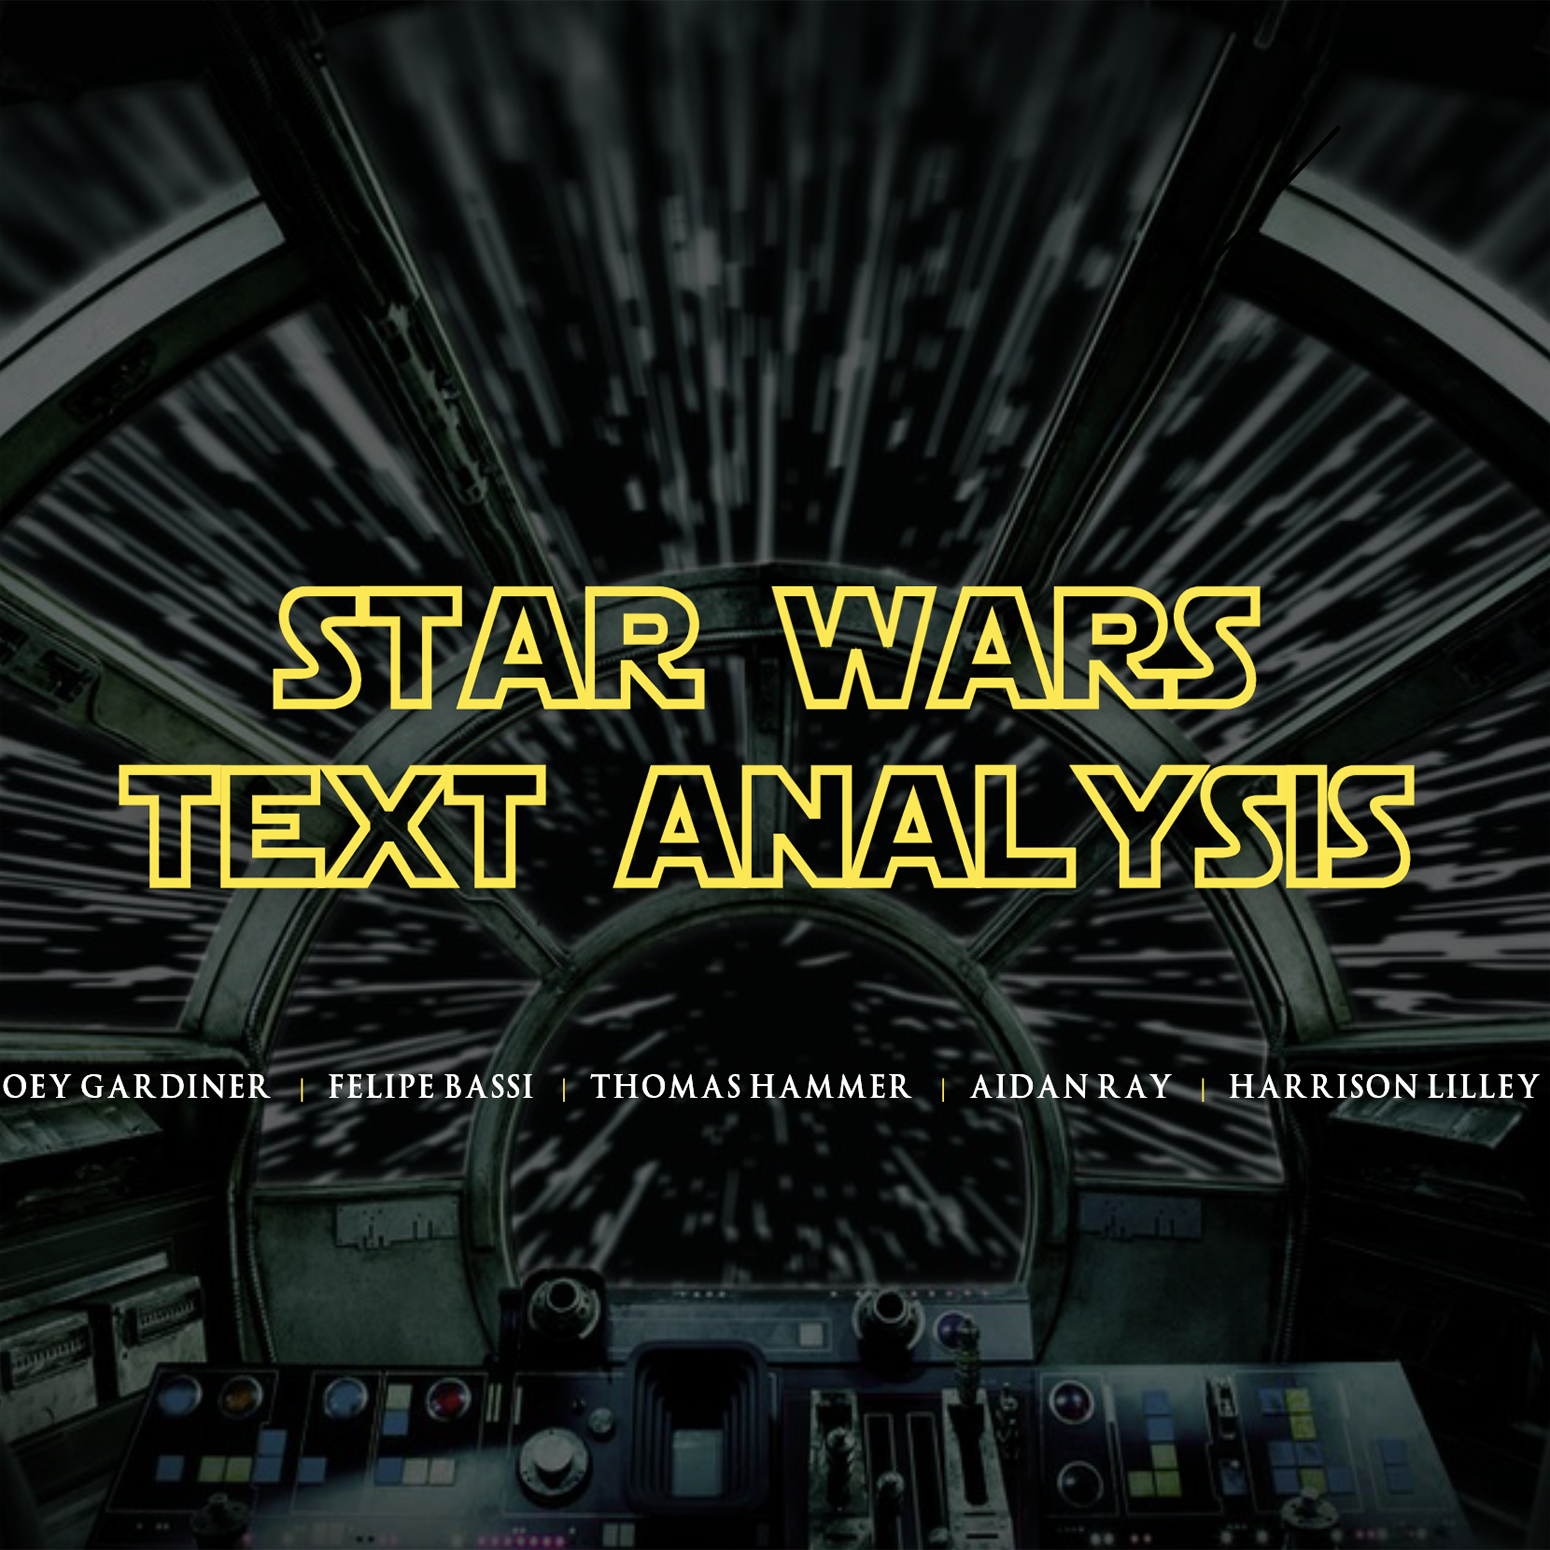 STAR WARS
TEXT ANALYSIS
OEY GARDINER | FELIPE BASSI | THOMAS HAMMER | AIDAN RAY | HARRISON LILLEY